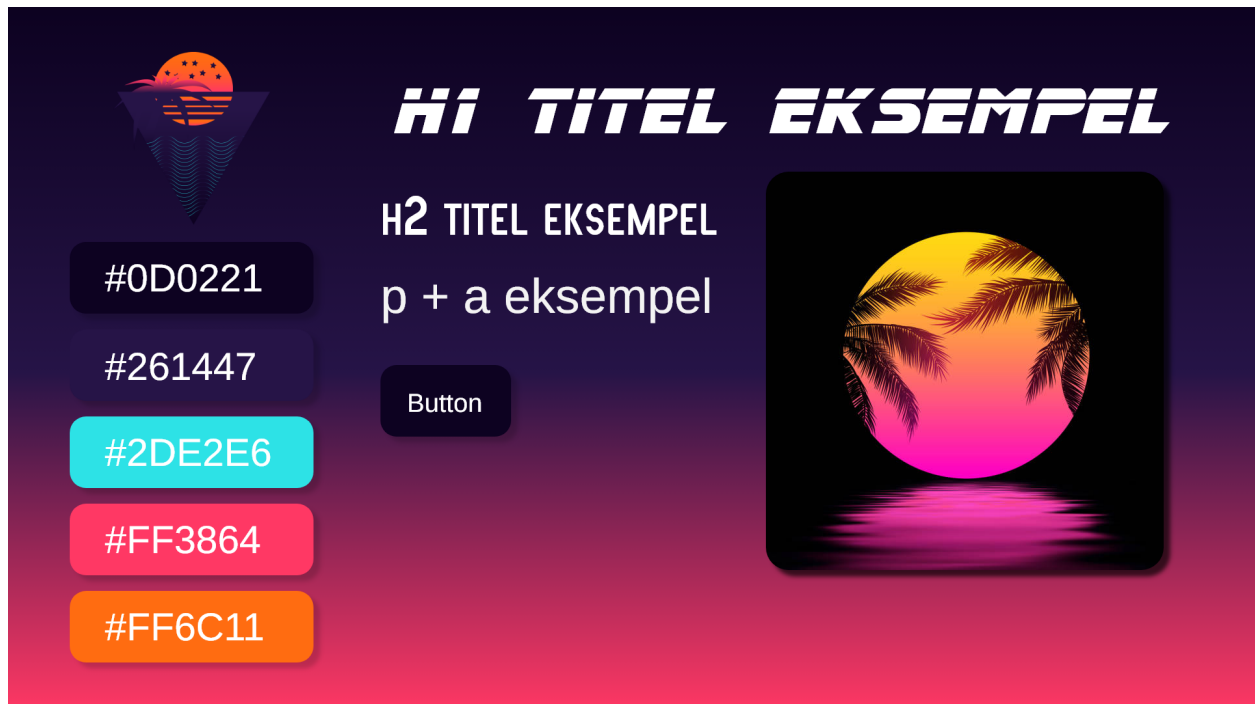 H1 TITEL EKSEMPEL
H2 TITEL EKSEMPEL
p + a eksempel
Button
#0D0221
#261447
#2DE2E6
#FF3864
#FF6C11